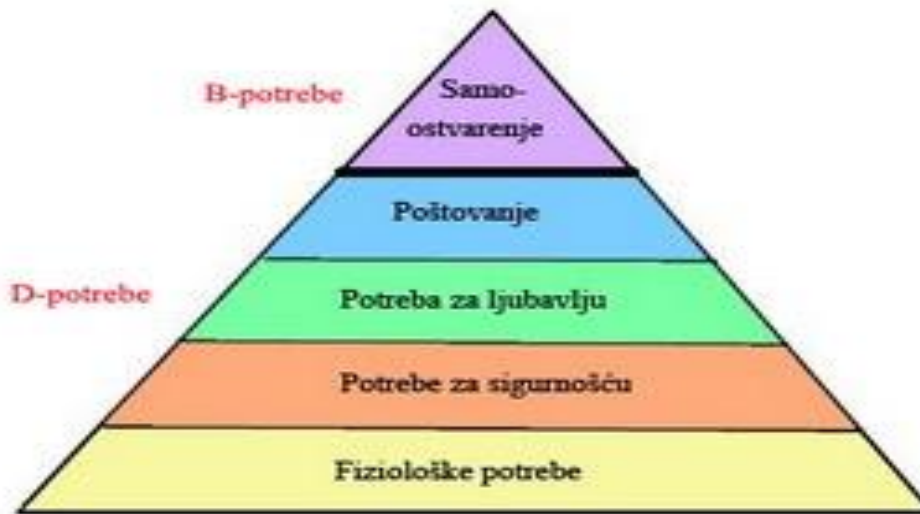 B-potrebe
Samo-
ostvarenje
Poštovanje
D-potrebe
Potreba za ljubavlju
Potrebe za sigurnošću
Fiziološke potrebe